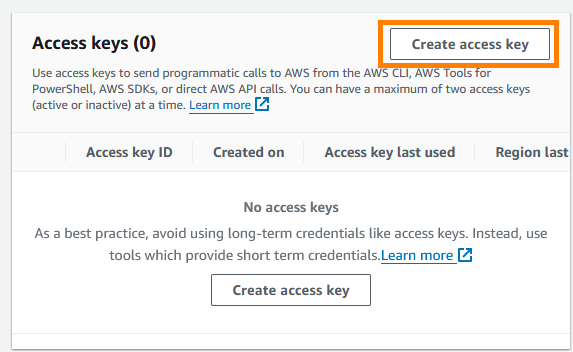 Access keys (0)
Create access key
Use access keys to send programmatic calls to AWS from the AWS CLI, AWS Tools for
PowerShell, AWS SDKs, or direct AWS API calls. You can have a maximum of two access keys
(active or inactive) at a time. Learn more
Access key ID Created on Access key last used Region last
No access keys
As a best practice, avoid using long-term credentials like access keys. Instead, use
tools which provide short term credentials.Learn more
Create access key